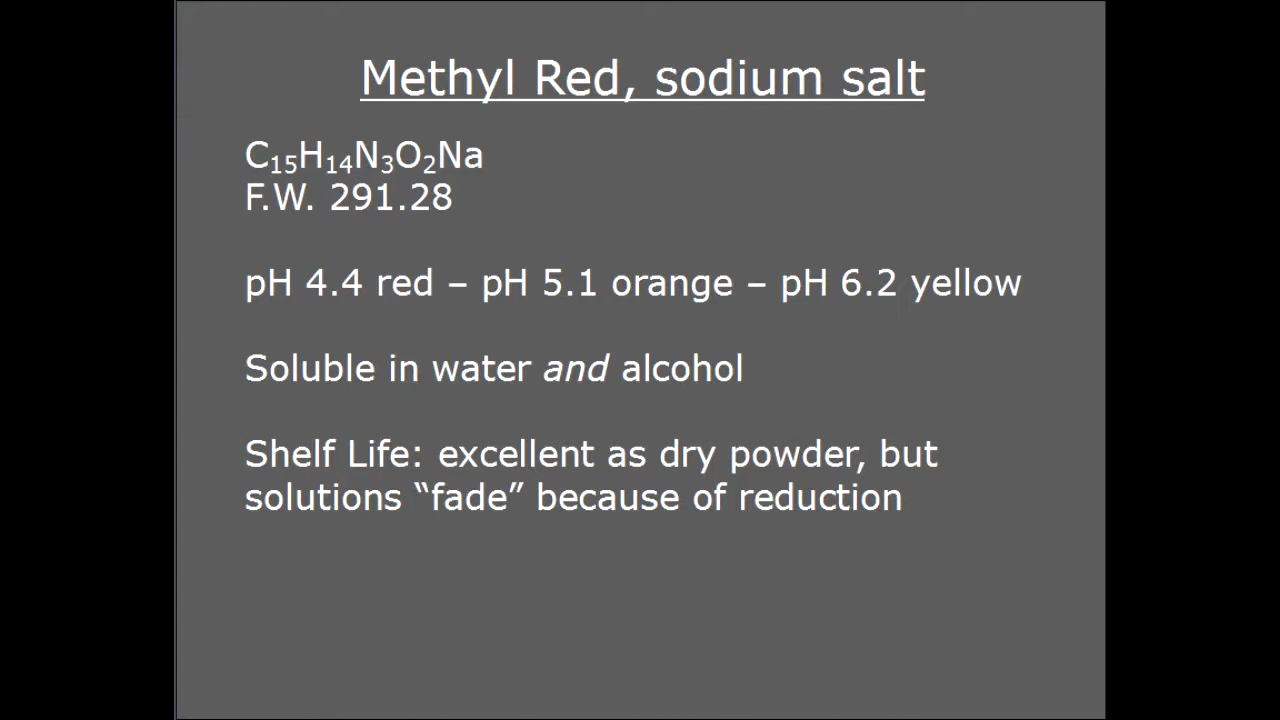 Methyl Red, sodium salt
C₁₅H₁₄N₃O₂Na
F.W. 291.28
pH 4.4 red – pH 5.1 orange – pH 6.2 yellow
Soluble in water and alcohol
Shelf Life: excellent as dry powder, but
solutions “fade” because of reduction